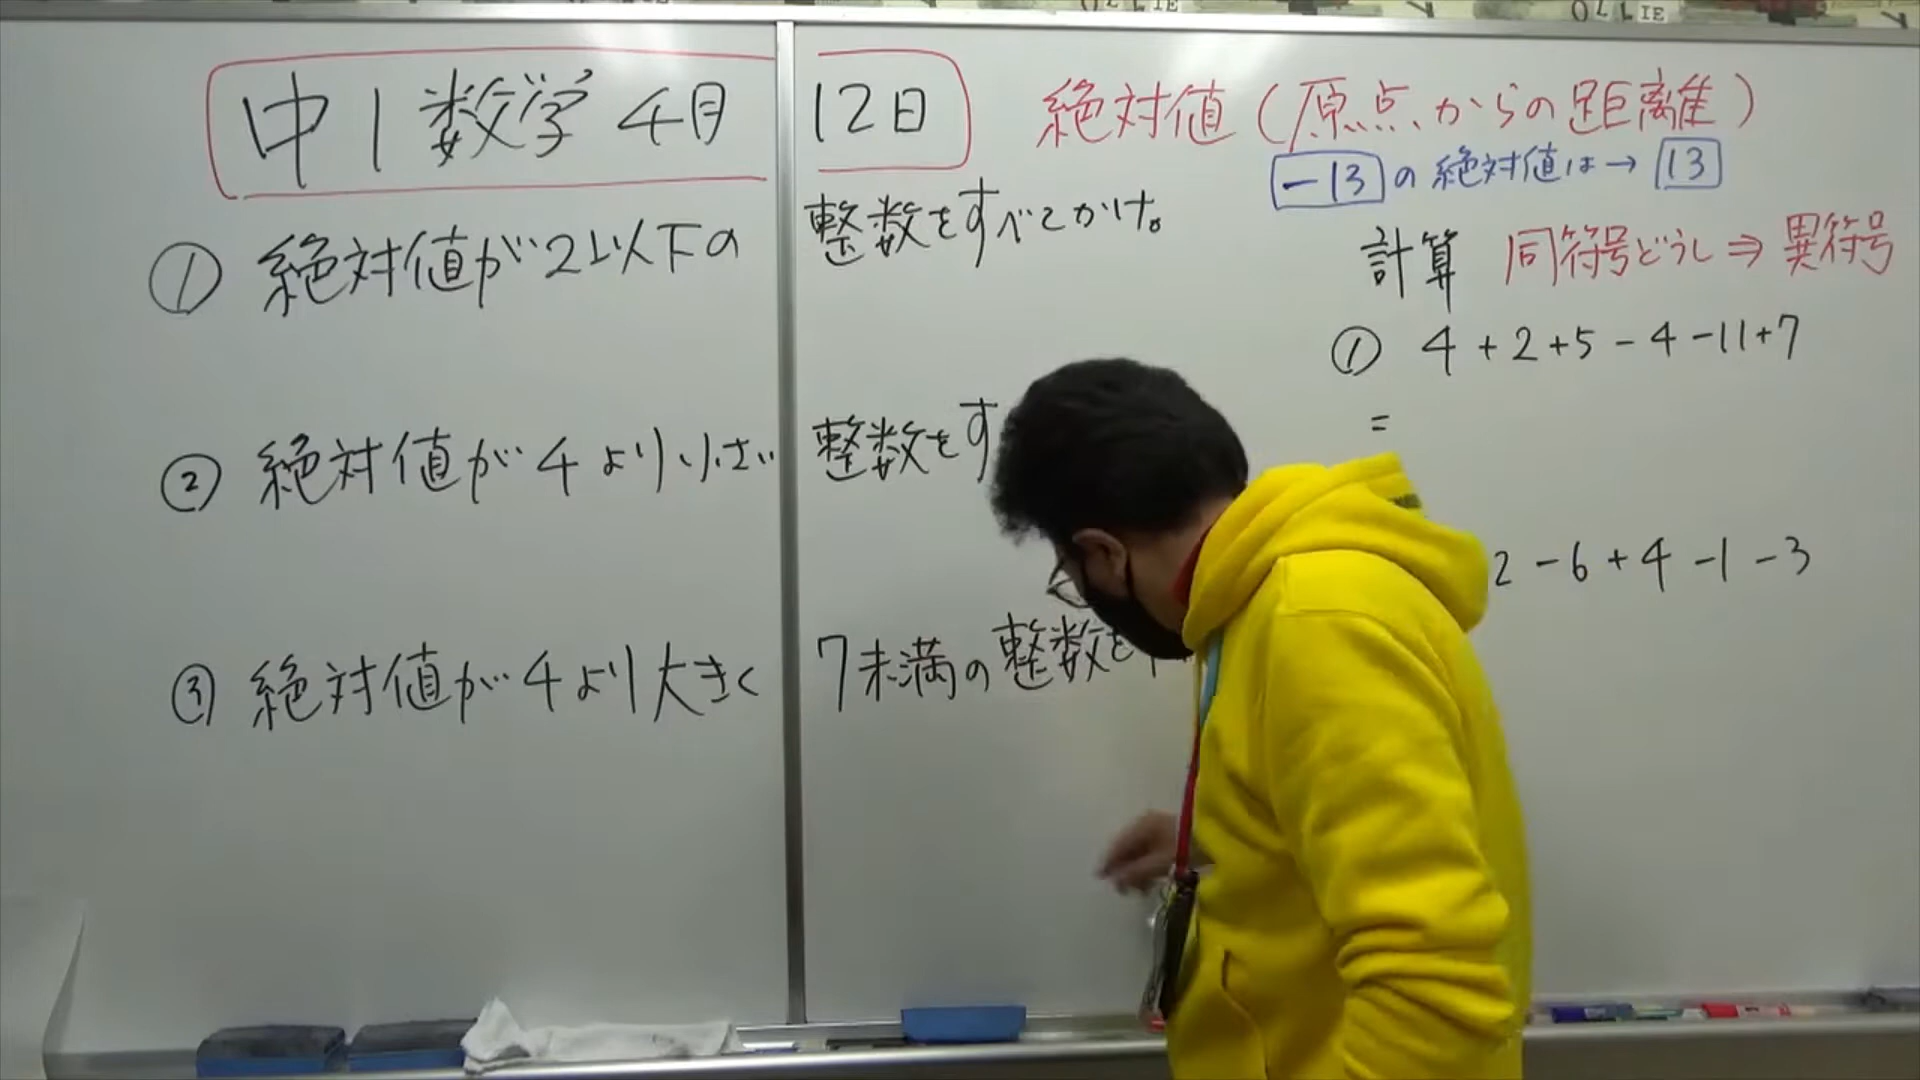 中1数学4月12日
① 絶対値が2以下の整数をすべてかけ。
② 絶対値が4より小さい整数をす
③ 絶対値が4より大きく7未満の整数を
絶対値(原点からの距離)
-13の絶対値は→13
計算 同符号どうし⇒異符号
① 4+2+5-4-11+7
=
2-6+4-1-3
OLLIE
OLLIE